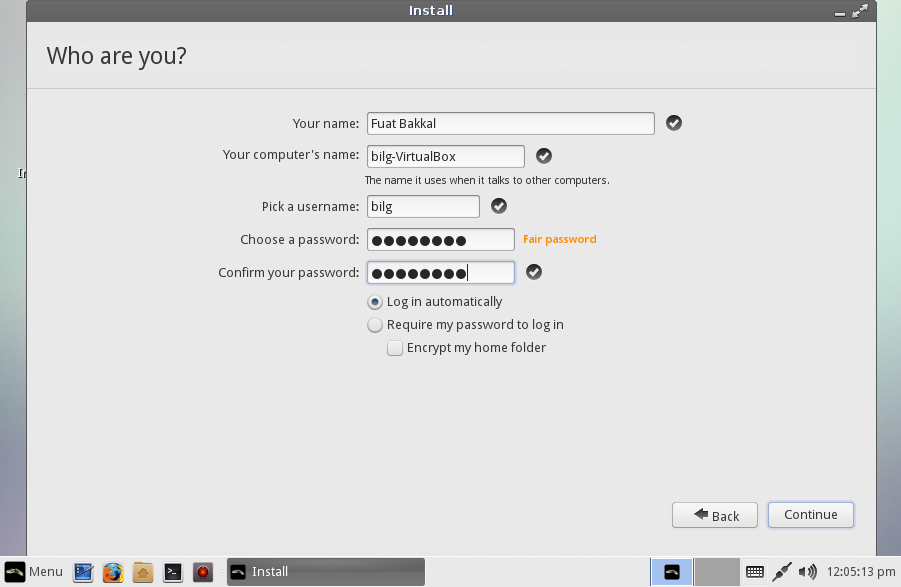 Install
Who are you?
Your name: Fuat Bakkal
Your computer's name: bilg-VirtualBox
The name it uses when it talks to other computers.
Pick a username: bilg
Choose a password: ●●●●●●●● Fair password
Confirm your password: ●●●●●●●●
Log in automatically
Require my password to log in
Encrypt my home folder
Back Continue
Menu Install 12:05:13 pm